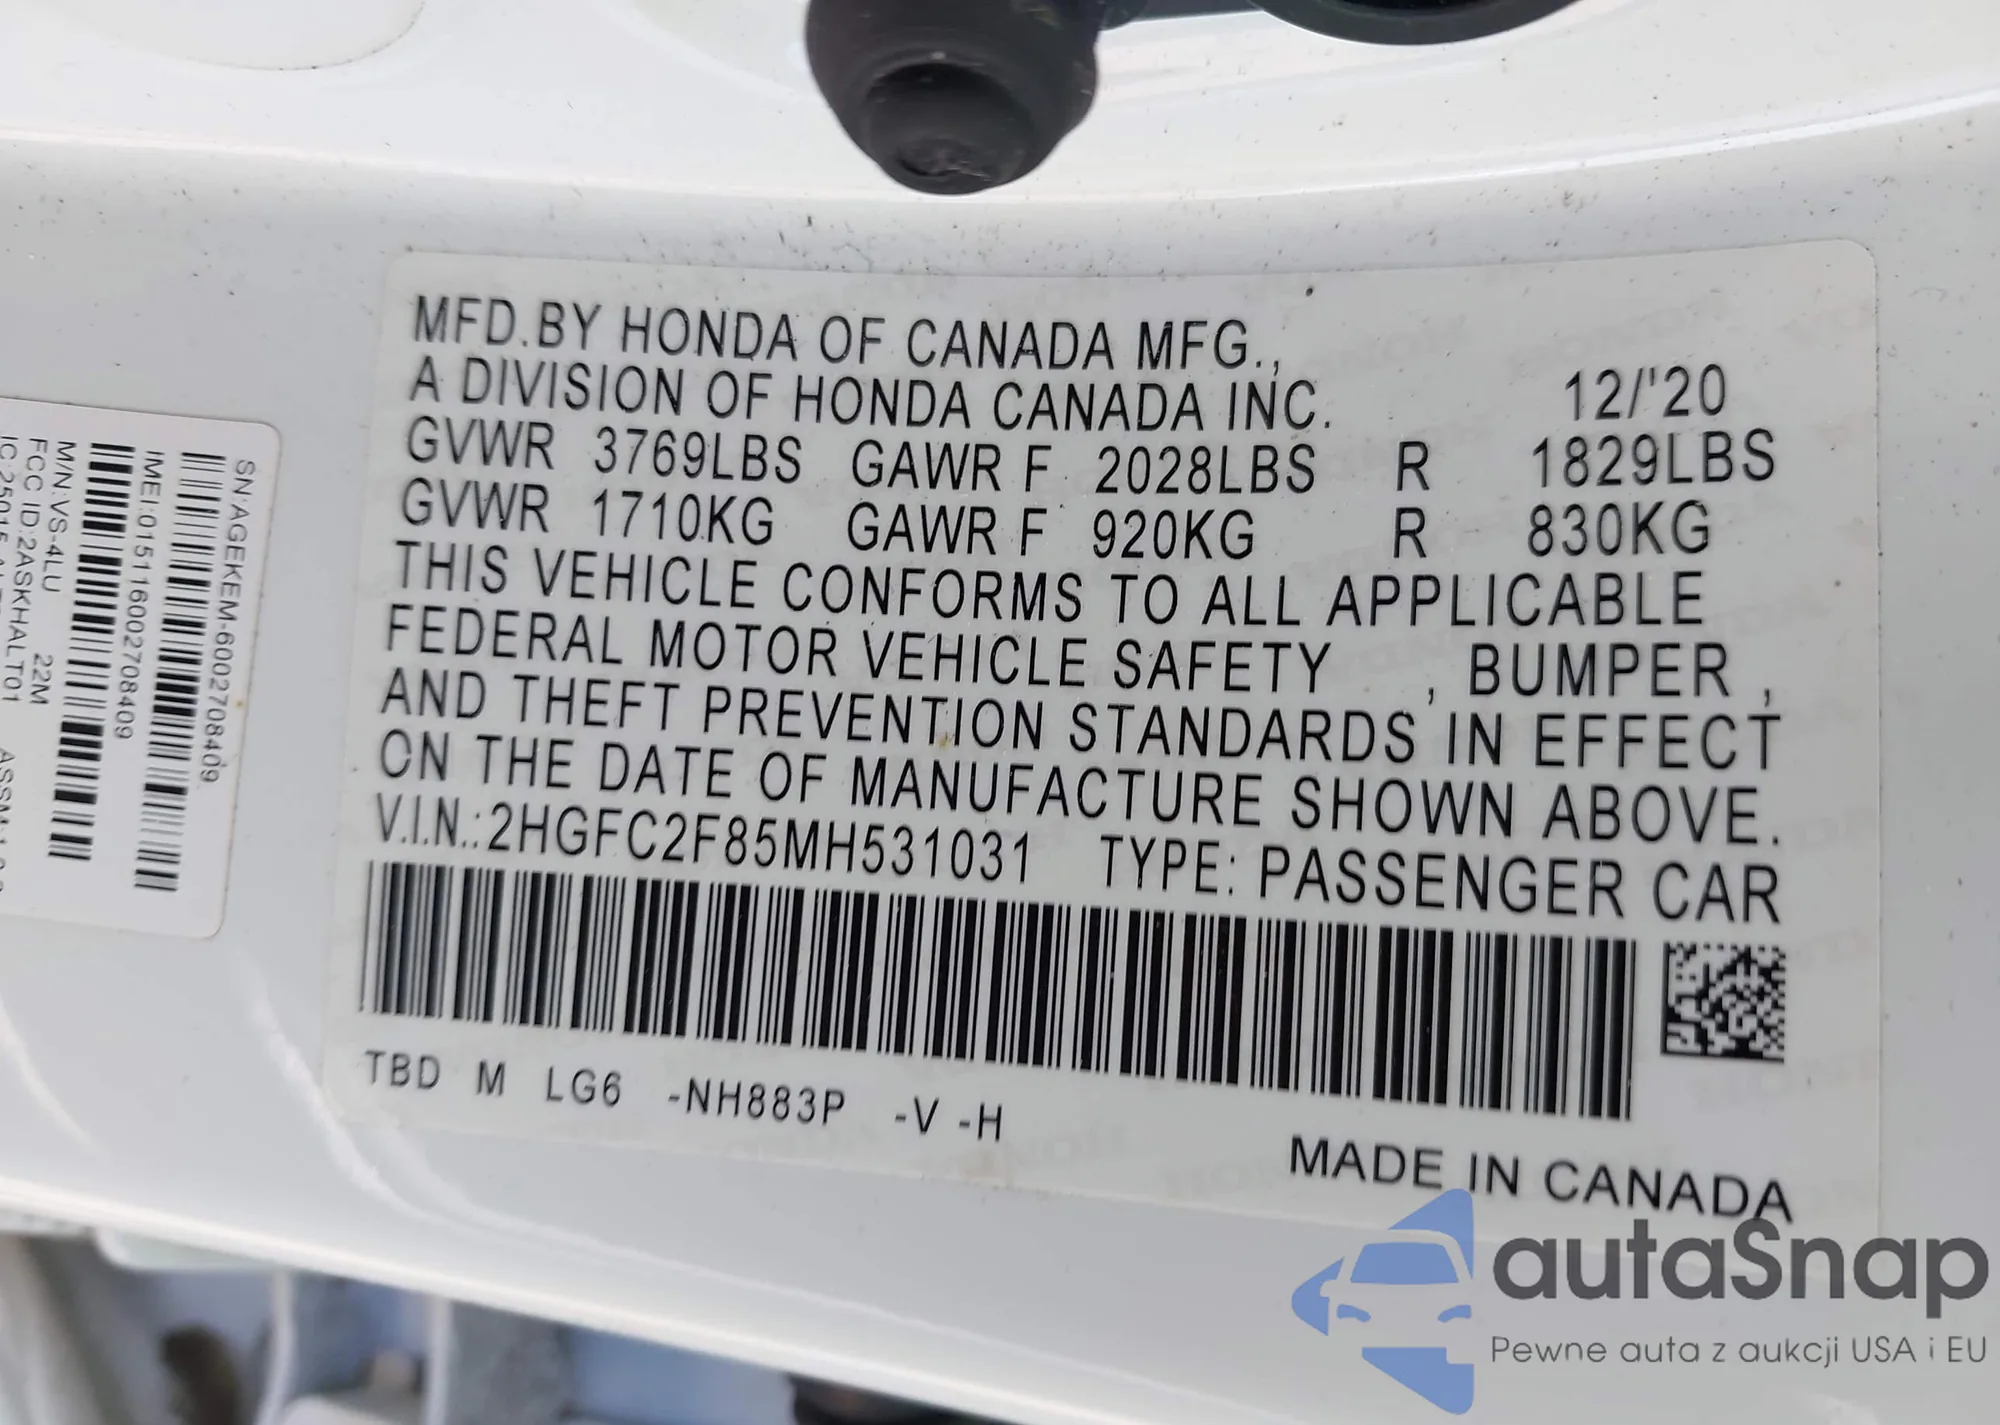 MFD.BY HONDA OF CANADA MFG.,
A DIVISION OF HONDA CANADA INC. 12/'20
GVWR 3769LBS GAWR F 2028LBS R 1829LBS
GVWR 1710KG GAWR F 920KG R 830KG
THIS VEHICLE CONFORMS TO ALL APPLICABLE
FEDERAL MOTOR VEHICLE SAFETY , BUMPER ,
AND THEFT PREVENTION STANDARDS IN EFFECT
ON THE DATE OF MANUFACTURE SHOWN ABOVE.
V.I.N.:2HGFC2F85MH531031 TYPE: PASSENGER CAR
TBD M LG6 -NH883P -V -H
MADE IN CANADA
SN:AGEKEM-6002708409
IMEI:015116002708409
M/N:VS-4LU 22M
FCC ID:2ASKHALT01
autaSnap
Pewne auta z aukcji USA i EU